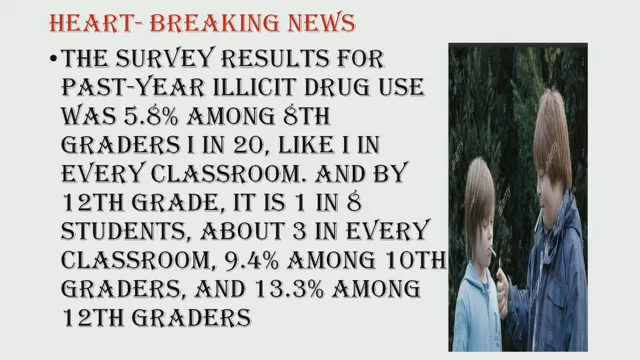 HEART- BREAKING NEWS
•THE SURVEY RESULTS FOR
PAST-YEAR ILLICIT DRUG USE
WAS 5.8% AMONG 8TH
GRADERS I IN 20, LIKE I IN
EVERY CLASSROOM. AND BY
12TH GRADE, IT IS 1 IN 8
STUDENTS, ABOUT 3 IN EVERY
CLASSROOM, 9.4% AMONG 10TH
GRADERS, AND 13.3% AMONG
12TH GRADERS